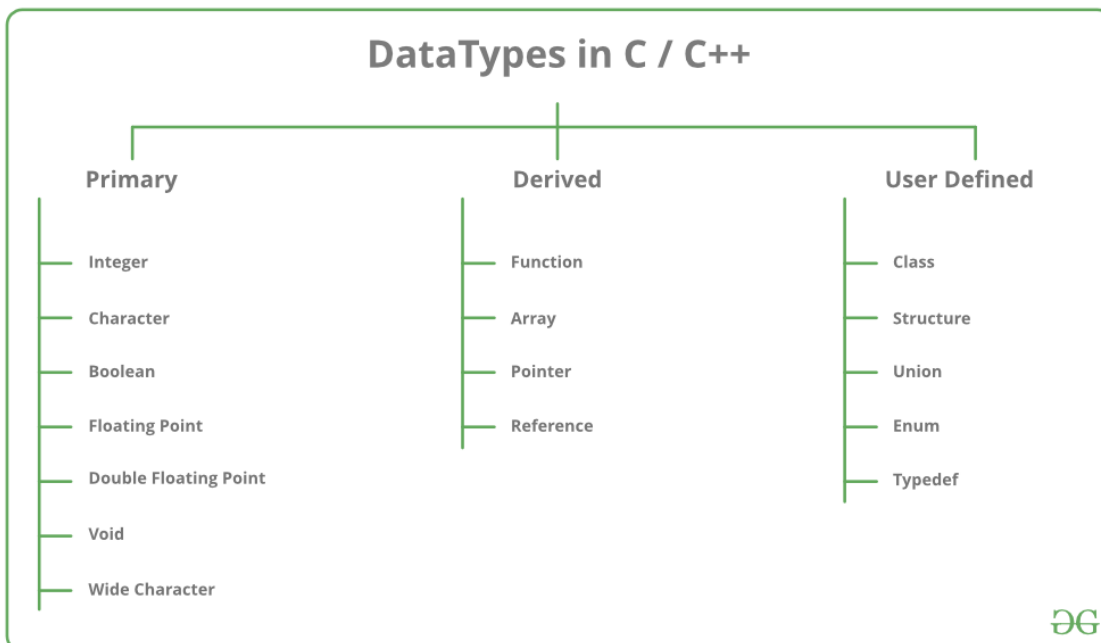 DataTypes in C / C++
Primary
Integer
Character
Boolean
Floating Point
Double Floating Point
Void
Wide Character
Derived
Function
Array
Pointer
Reference
User Defined
Class
Structure
Union
Enum
Typedef